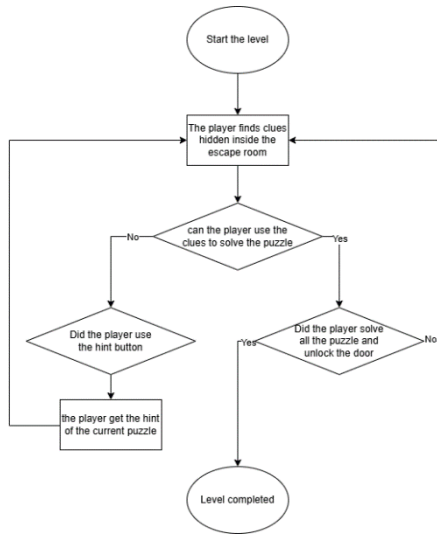 Start the level
The player finds clues
hidden inside the
escape room
can the player use the
clues to solve the puzzle
No
Yes
Did the player use
the hint button
Did the player solve
all the puzzle and
unlock the door
Yes
No
the player get the hint
of the current puzzle
Level completed